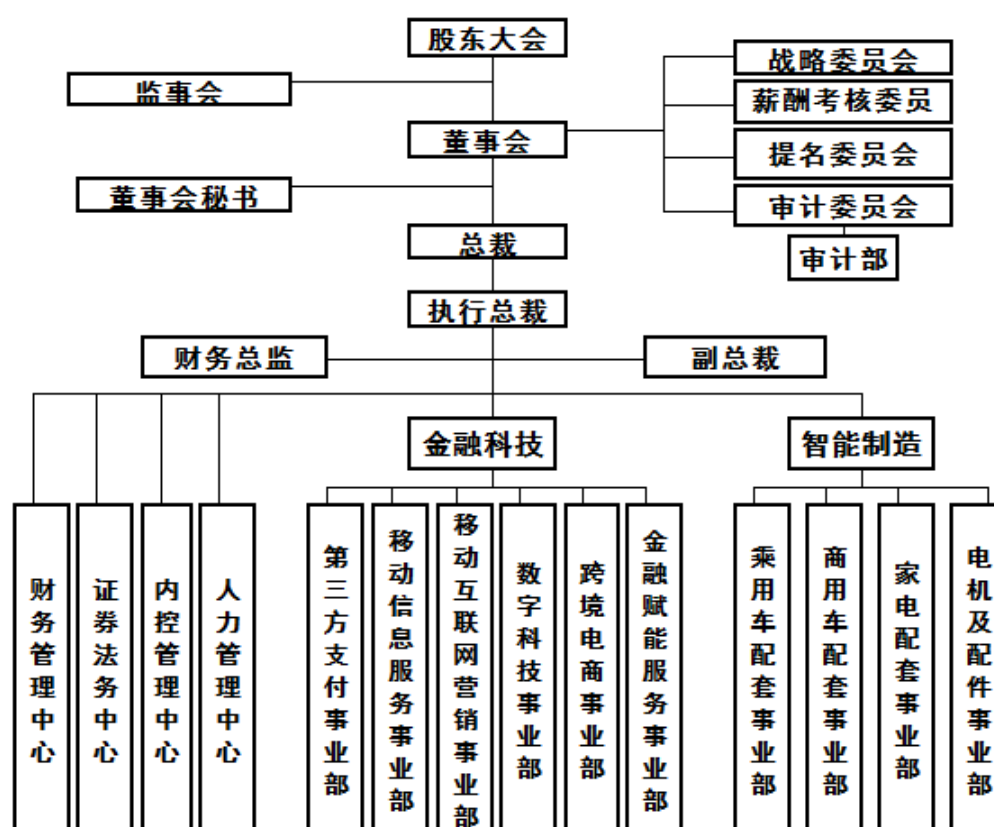 股东大会
战略委员会
监事会
薪酬考核委员
董事会
提名委员会
董事会秘书
审计委员会
总裁
审计部
执行总裁
财务总监
副总裁
金融科技
智能制造
财务管理中心
证券法务中心
内控管理中心
人力管理中心
第三方支付事业部
移动信息服务事业部
移动互联网营销事业部
数字科技事业部
跨境电商事业部
金融赋能服务事业部
乘用车配套事业部
商用车配套事业部
家电配套事业部
电机及配件事业部